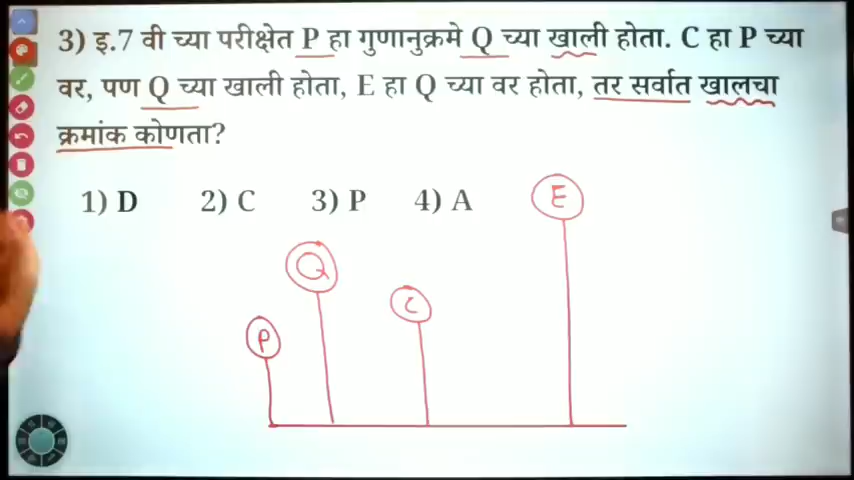 3) इ.7 वी च्या परीक्षेत P हा गुणानुक्रमे Q च्या खाली होता. C हा P च्या
वर, पण Q च्या खाली होता, E हा Q च्या वर होता, तर सर्वात खालचा
क्रमांक कोणता?
1) D 2) C 3) P 4) A
E
Q
C
P